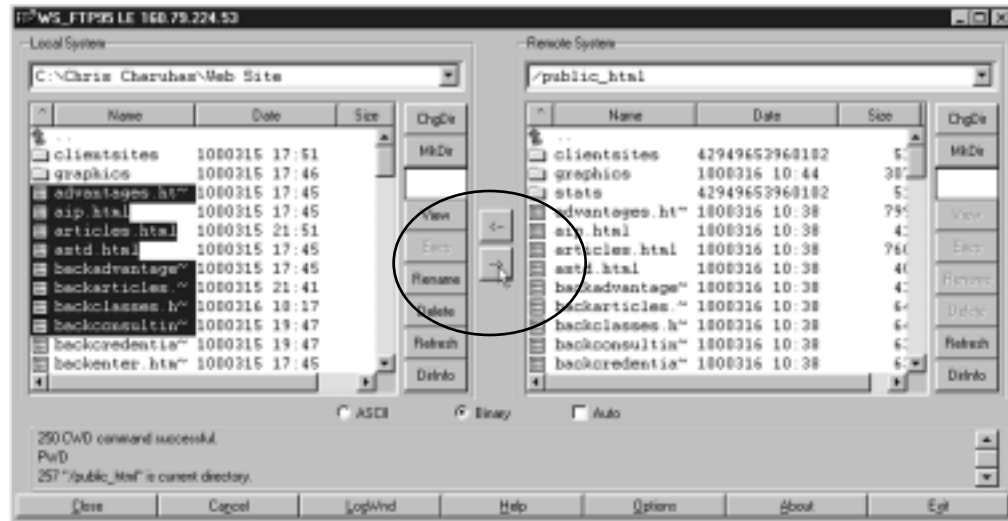 WS_FTP95 LE 160.79.224.53
Local System
Remote System
C:\Chris Charuhas\Web Site
/public_html
^ Name Date Size
ChgDir
^ Name Date Size
ChgDir
..
MkDir
..
MkDir
clientsites 1000315 17:51
clientsites 42949653960102
graphics 1000315 17:46
graphics 1000316 10:44
advantages.ht~ 1000315 17:45
stats 42949653960102
aip.html 1000315 17:45
View
<-
advantages.ht~ 1000316 10:38
View
articles.html 1000315 21:51
aip.html 1000316 10:38
astd.html 1000315 17:45
Exec
articles.html 1000316 10:38
Exec
backadvantage~ 1000315 17:45
Rename
->
astd.html 1000316 10:38
Rename
backarticles.~ 1000315 21:41
backadvantage~ 1000316 10:38
backclasses.h~ 1000316 10:17
Delete
backarticles.~ 1000316 10:38
Delete
backconsultin~ 1000315 19:47
backclasses.h~ 1000316 10:38
backcredentia~ 1000315 19:47
Refresh
backconsultin~ 1000316 10:38
Refresh
backenter.htm~ 1000315 17:45
DirInfo
backcredentia~ 1000316 10:38
DirInfo
ASCII
Binary
Auto
250 CWD command successful.
PWD
257 "/public_html" is current directory.
Close
Cancel
LogWnd
Help
Options
About
Exit